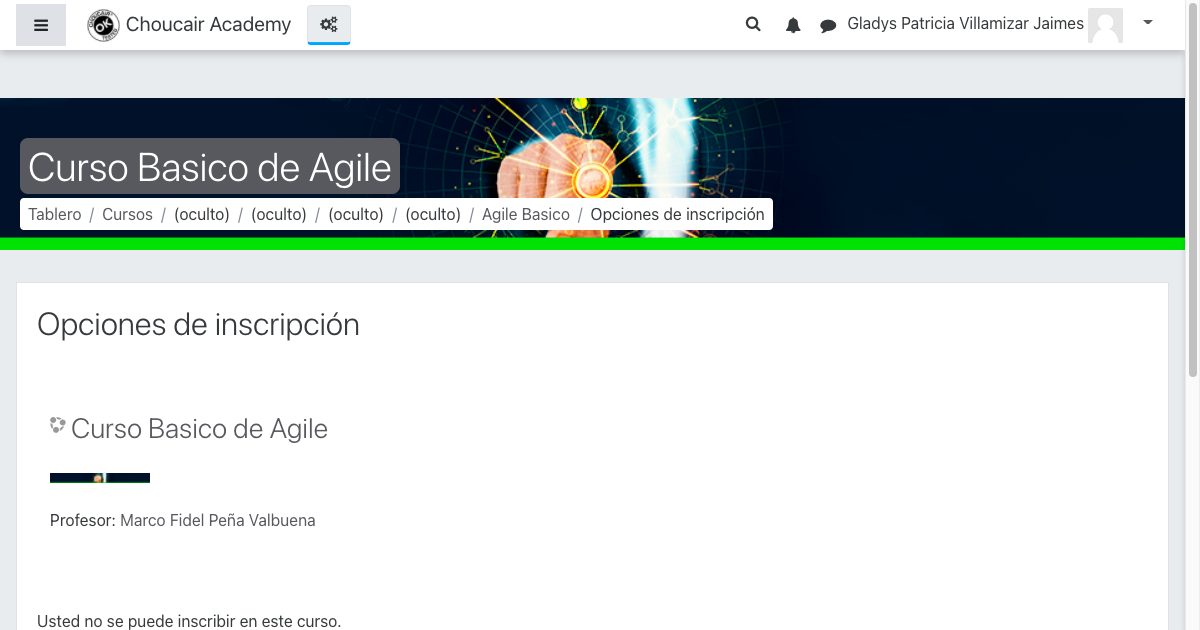 Choucair Academy
Gladys Patricia Villamizar Jaimes
Curso Basico de Agile
Tablero / Cursos / (oculto) / (oculto) / (oculto) / (oculto) / Agile Basico / Opciones de inscripción
Opciones de inscripción
Curso Basico de Agile
Profesor: Marco Fidel Peña Valbuena
Usted no se puede inscribir en este curso.